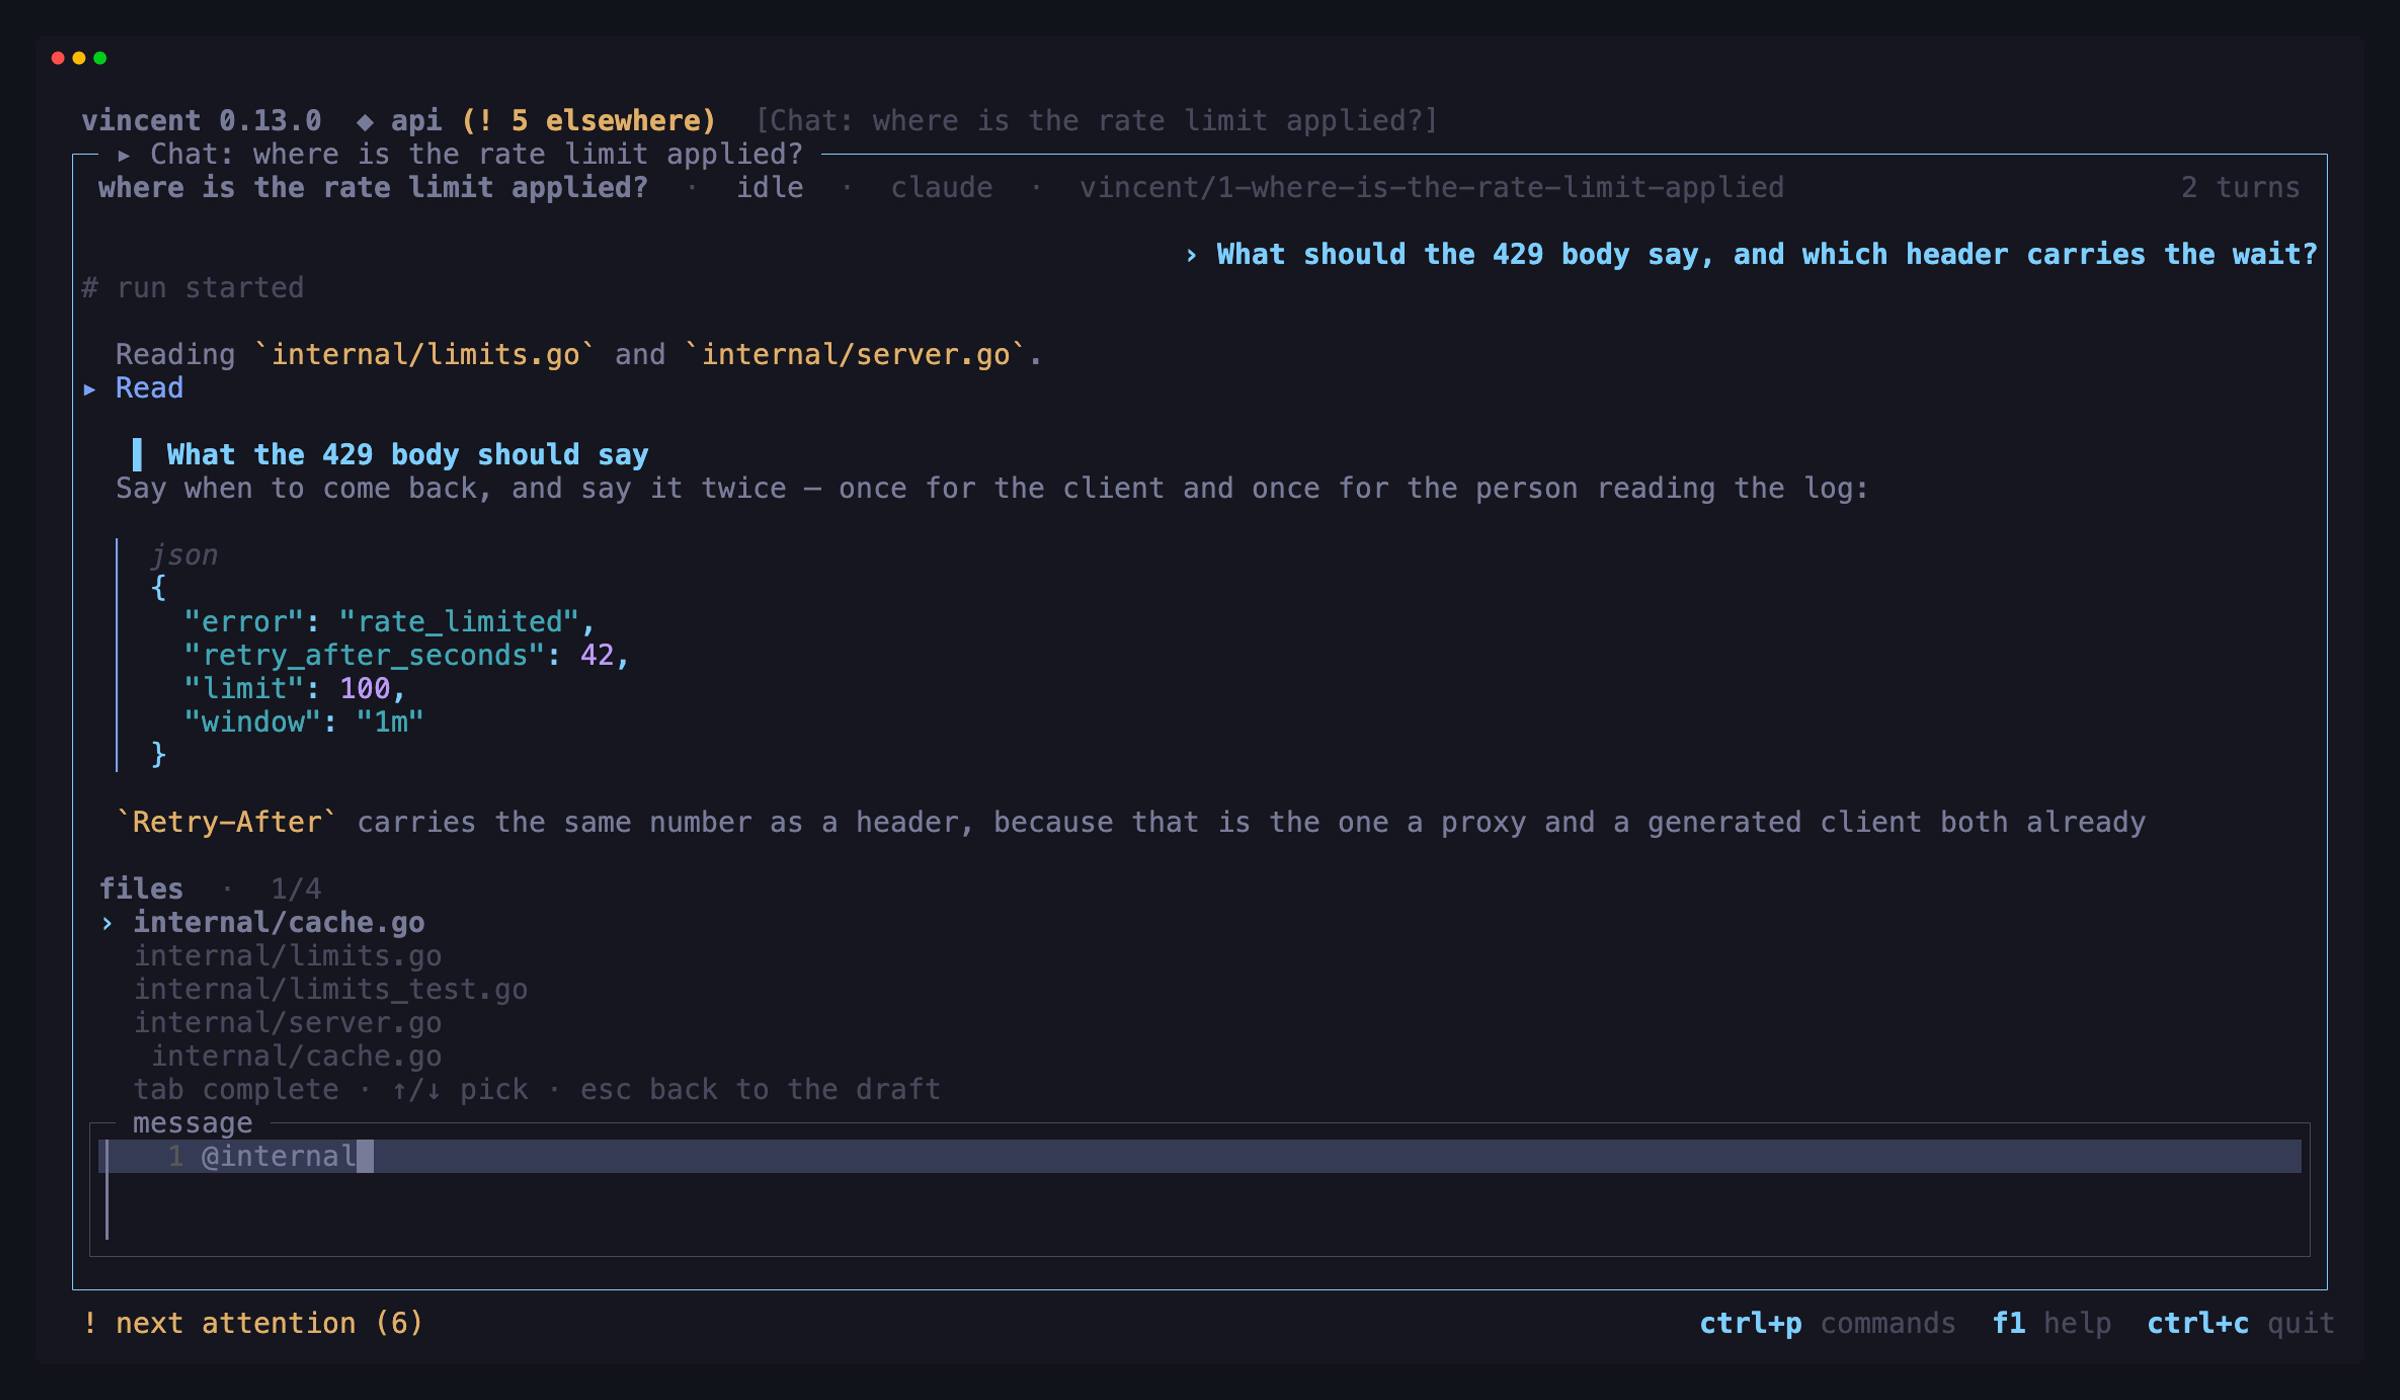 vincent 0.13.0 ◆ api (! 5 elsewhere) [Chat: where is the rate limit applied?]
▸ Chat: where is the rate limit applied?
where is the rate limit applied? · idle · claude · vincent/1-where-is-the-rate-limit-applied 2 turns
› What should the 429 body say, and which header carries the wait?
# run started
Reading `internal/limits.go` and `internal/server.go`.
▸ Read
What the 429 body should say
Say when to come back, and say it twice — once for the client and once for the person reading the log:
json
{
"error": "rate_limited",
"retry_after_seconds": 42,
"limit": 100,
"window": "1m"
}
`Retry-After` carries the same number as a header, because that is the one a proxy and a generated client both already
files · 1/4
› internal/cache.go
internal/limits.go
internal/limits_test.go
internal/server.go
internal/cache.go
tab complete · ↑/↓ pick · esc back to the draft
message
1 @internal
! next attention (6) ctrl+p commands f1 help ctrl+c quit